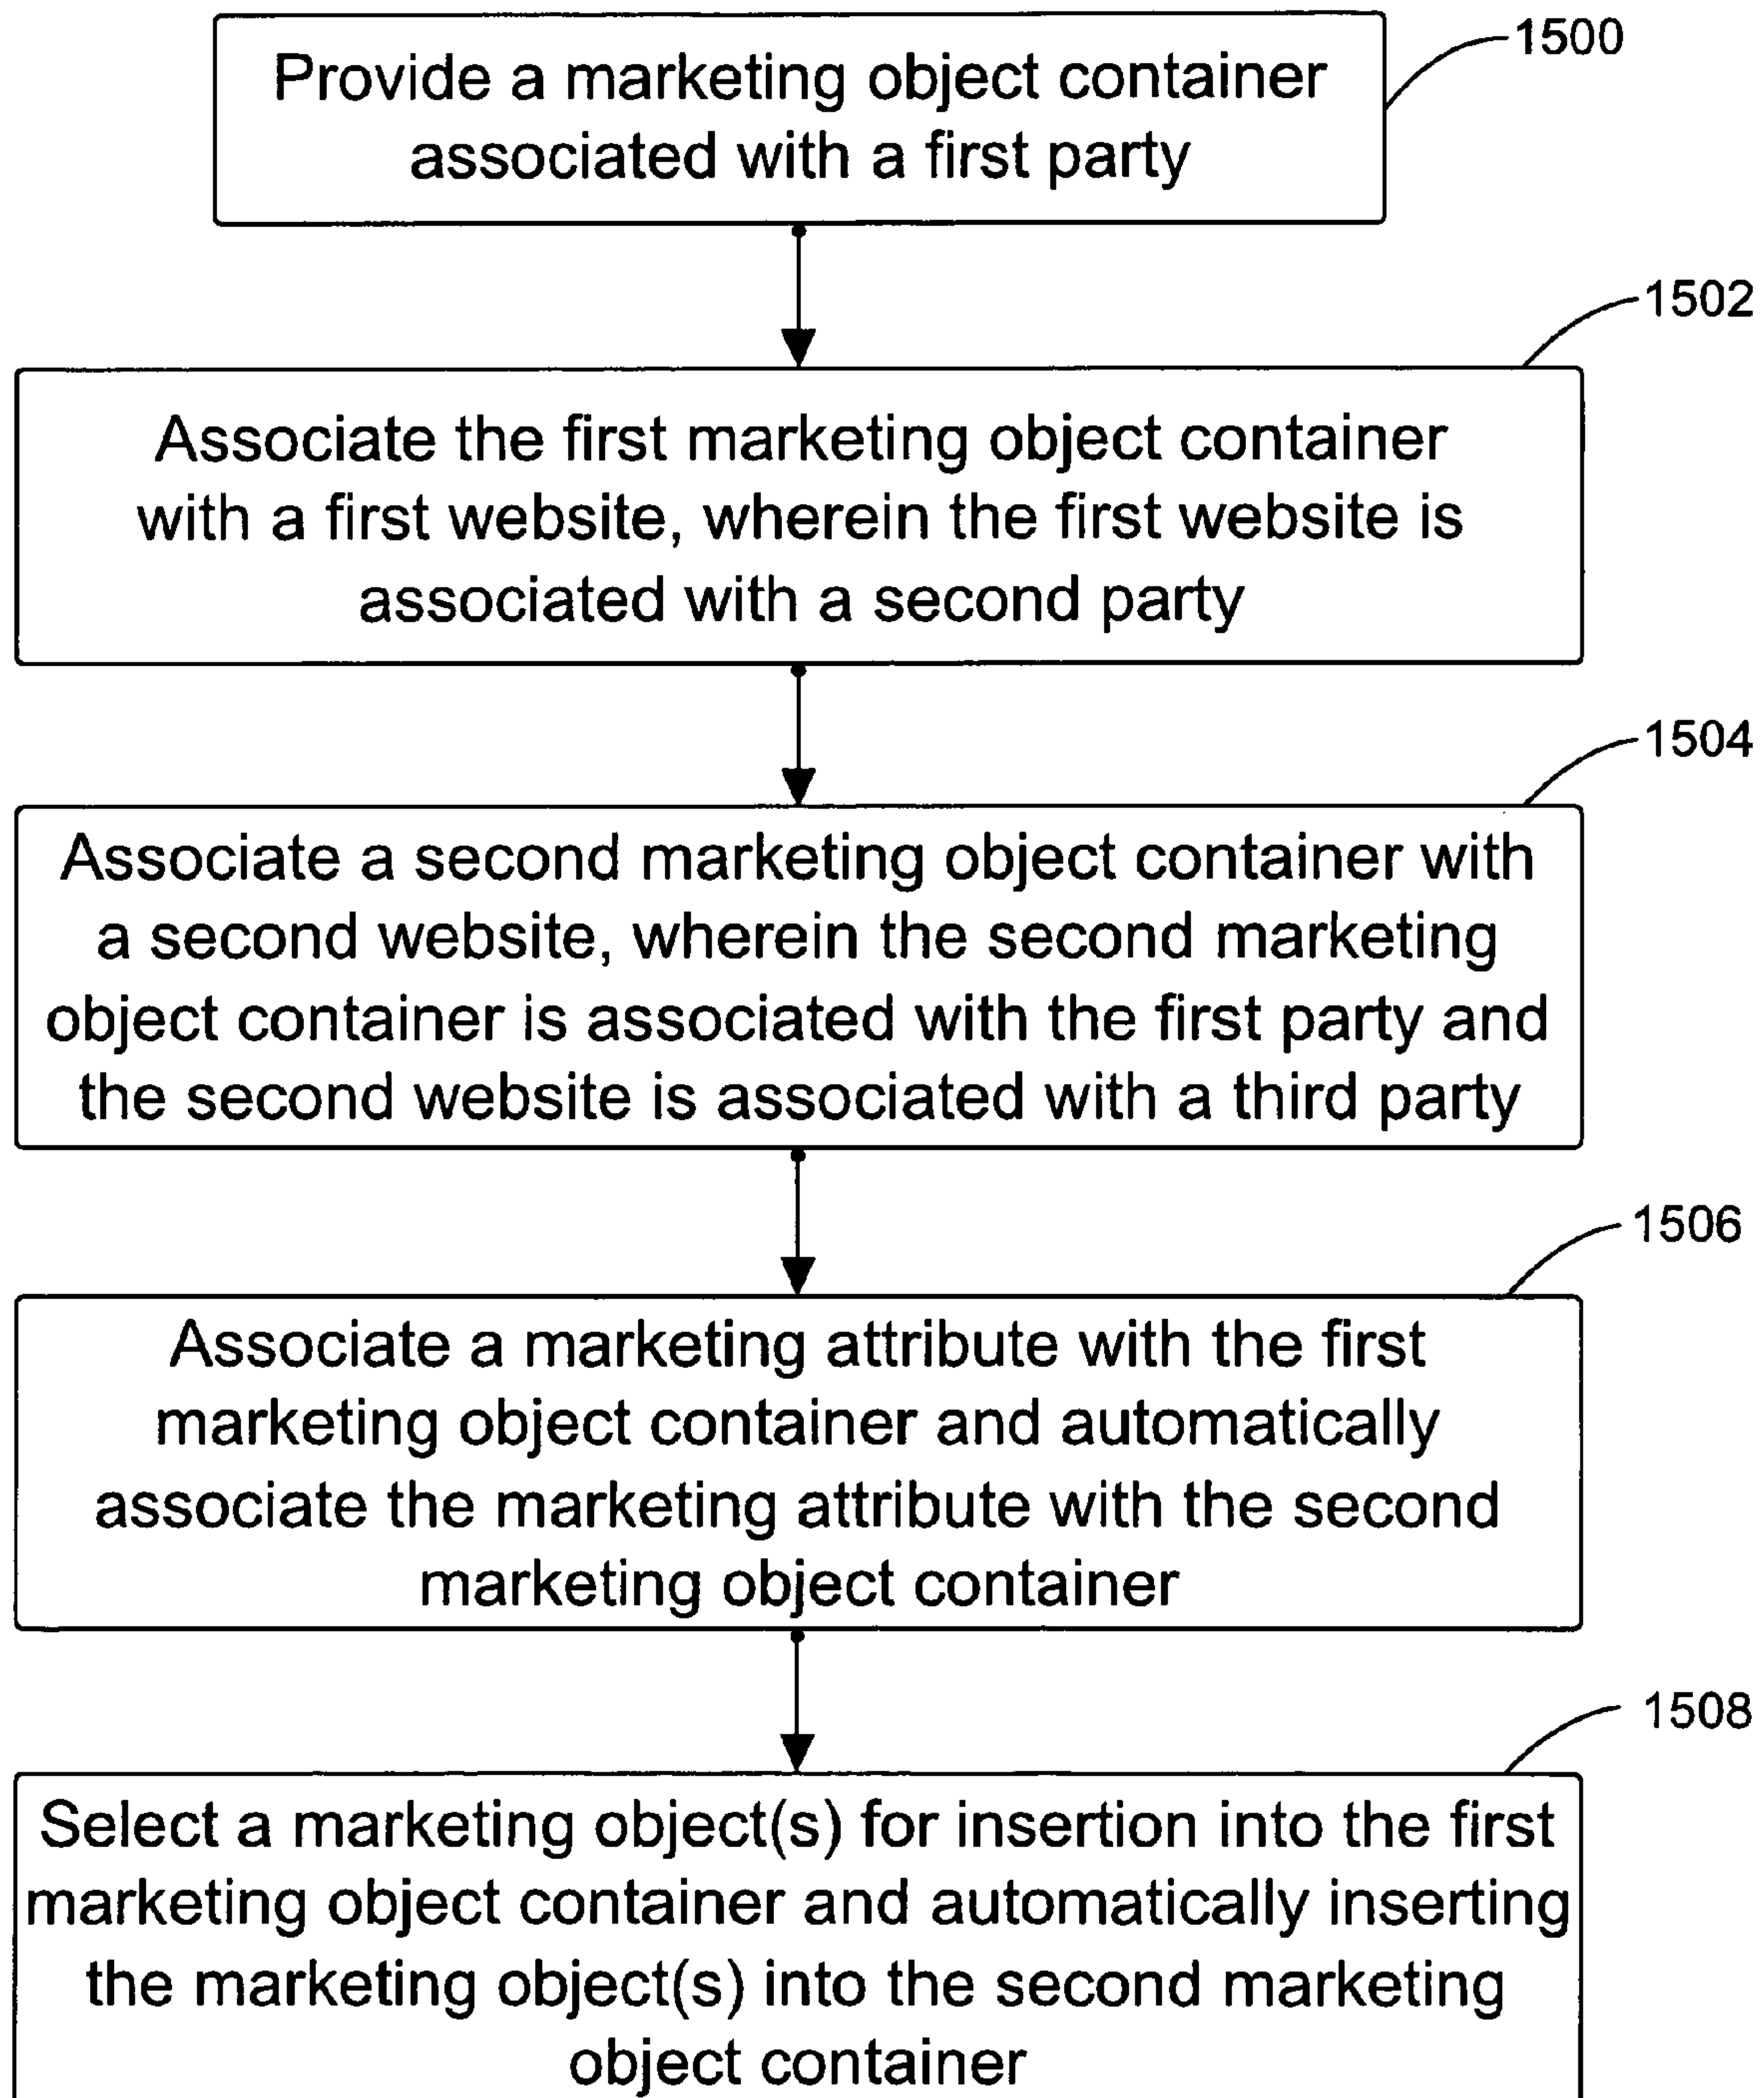 Provide a marketing object container
associated with a first party
1500
1502
Associate the first marketing object container
with a first website, wherein the first website is
associated with a second party
1504
Associate a second marketing object container with
a second website, wherein the second marketing
object container is associated with the first party and
the second website is associated with a third party
1506
Associate a marketing attribute with the first
marketing object container and automatically
associate the marketing attribute with the second
marketing object container
1508
Select a marketing object(s) for insertion into the first
marketing object container and automatically inserting
the marketing object(s) into the second marketing
object container